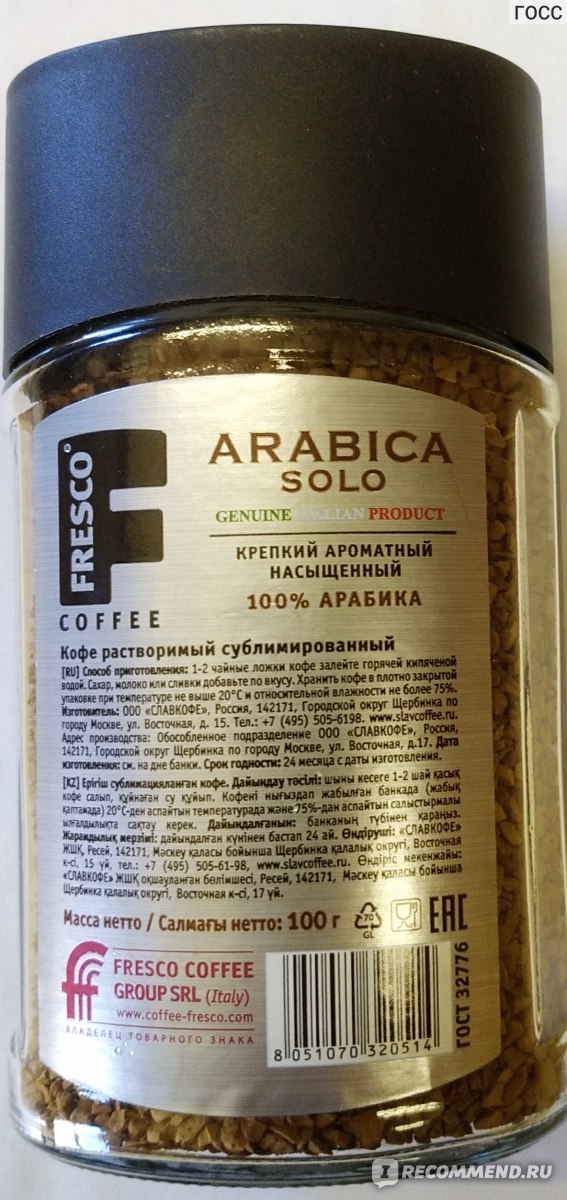 ГОСС
FRESCO®
COFFEE
ARABICA
SOLO
GENUINE ITALIAN PRODUCT
КРЕПКИЙ АРОМАТНЫЙ
НАСЫЩЕННЫЙ
100% АРАБИКА
Кофе растворимый сублимированный
[RU] Способ приготовления: 1-2 чайные ложки кофе залейте горячей кипяченой
водой. Сахар, молоко или сливки добавьте по вкусу. Хранить кофе в плотно закрытой
упаковке при температуре не выше 20°С и относительной влажности не более 75%.
Изготовитель: ООО «СЛАВКОФЕ», Россия, 142171, Городской округ Щербинка по
городу Москве, ул. Восточная, д. 15. Тел.: +7 (495) 505-6198. www.slavcoffee.ru.
Адрес производства: Обособленное подразделение ООО «СЛАВКОФЕ», Россия,
142171, Городской округ Щербинка по городу Москве, ул. Восточная, д.17. Дата
изготовления: см. на дне банки. Срок годности: 24 месяца с даты изготовления.
[KZ] Ерігіш сублимацияланған кофе. Дайындау тәсілі: шыны кесеге 1-2 шай қасық
кофе салып, құйнаған су құйып. Кофені нығыздап жабылған банкада (жабық
қаптамада) 20°С-ден аспайтын температурада және 75%-дан аспайтын салыстырмалы
ылғалдылықта сақтау керек. Дайындалғанын: банканың түбінен қараңыз.
Жарамдылық мерзімі: дайындалған күнінен бастап 24 ай. Өндіруші: «СЛАВКОФЕ»
ЖШҚ, Ресей, 142171, Мәскеу қаласы бойынша Щербинка қалалық округі, Восточная
к-сі, 15 үй, тел.: +7 (495) 505-61-98, www.slavcoffee.ru. Өндіріс мекенжайы:
«СЛАВКОФЕ» ЖШҚ оқшауланған бөлімшесі, Ресей, 142171, Мәскеу қаласы бойынша
Щербинка қалалық округі, Восточная к-сі, 17 үй.
Масса нетто / Салмағы нетто: 100 г
70
GL
EAC
FRESCO COFFEE
GROUP SRL (Italy)
www.coffee-fresco.com
ВЛАДЕЛЕЦ ТОВАРНОГО ЗНАКА
8 051070 320514
ГОСТ 32776
IRECOMMEND.RU